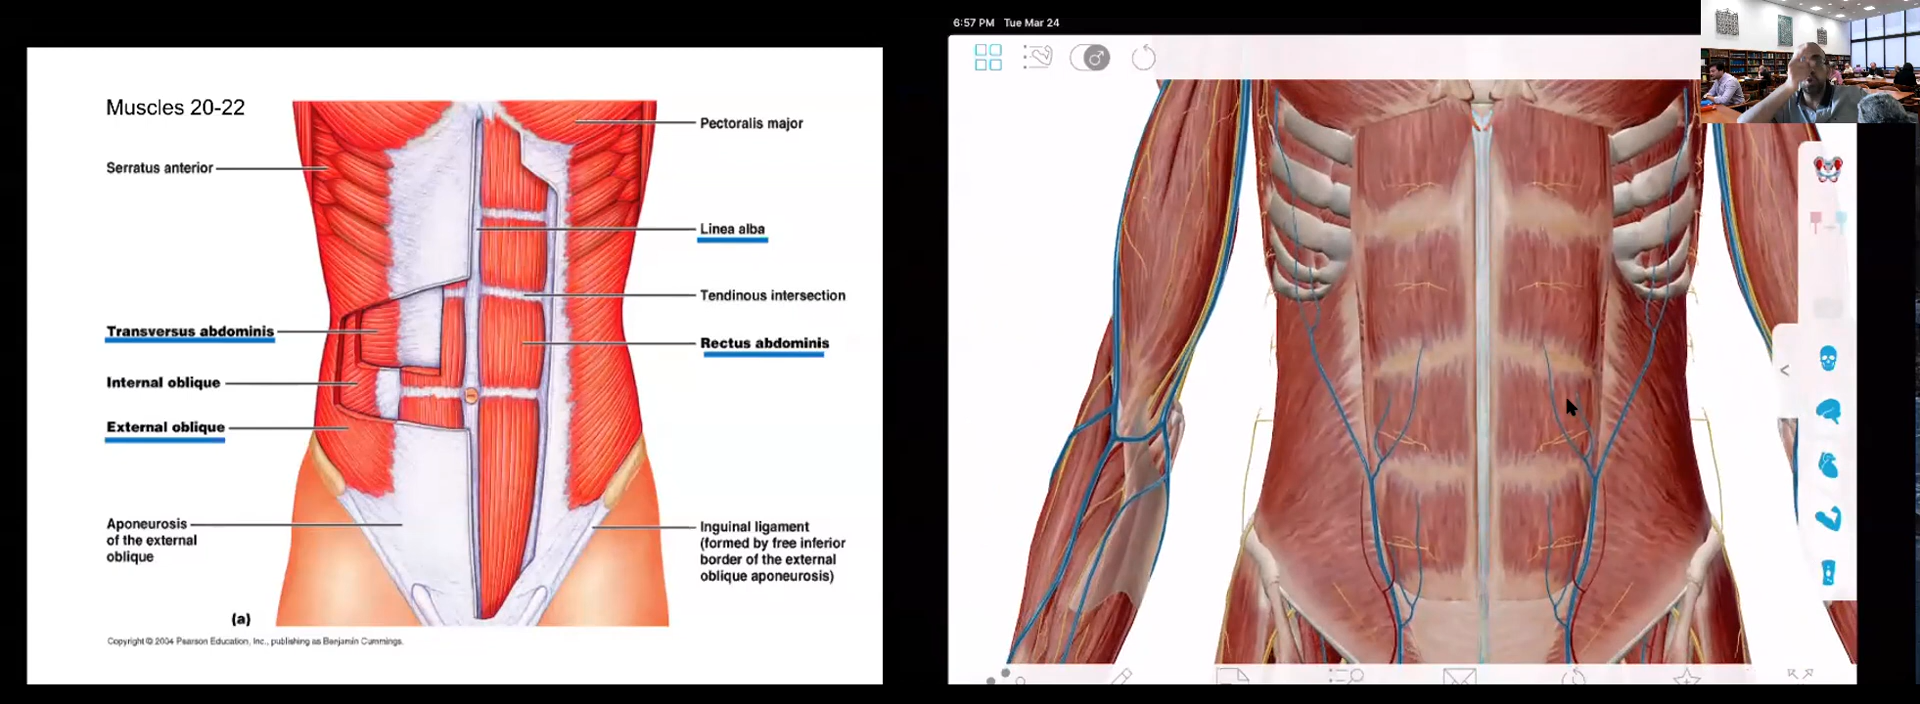 6:57 PM Tue Mar 24
Muscles 20-22
Serratus anterior
Transversus abdominis
Internal oblique
External oblique
Aponeurosis
of the external
oblique
Pectoralis major
Linea alba
Tendinous intersection
Rectus abdominis
Inguinal ligament
(formed by free inferior
border of the external
oblique aponeurosis)
(a)
Copyright © 2004 Pearson Education, Inc., publishing as Benjamin Cummings.